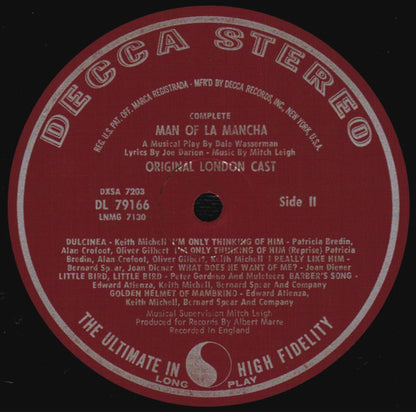 DECCA STEREO
REG. U.S. PAT. OFF. MARCA REGISTRADA - MFR'D BY DECCA RECORDS, INC., NEW YORK, U.S.A.
COMPLETE
MAN OF LA MANCHA
A Musical Play By Dale Wasserman
Lyrics By Joe Darion - Music By Mitch Leigh
ORIGINAL LONDON CAST
DXSA 7203
DL 79166 Side II
LNMG 7130
DULCINEA - Keith Michell I'M ONLY THINKING OF HIM - Patricia Bredin,
Alan Crofoot, Oliver Gilbert I'M ONLY THINKING OF HIM (Reprise) Patricia Bredin,
Alan Crofoot, Oliver Gilbert, Keith Michell I REALLY LIKE HIM -
Bernard Spear, Joan Diener WHAT DOES HE WANT OF ME? - Joan Diener
LITTLE BIRD, LITTLE BIRD - Peter Gordeno And Muleteers BARBER'S SONG -
Edward Atienza, Keith Michell, Bernard Spear And Company
GOLDEN HELMET OF MAMBRINO - Edward Atienza,
Keith Michell, Bernard Spear And Company
Musical Supervision Mitch Leigh
Produced for Records By Albert Marre
Recorded in England
THE ULTIMATE IN HIGH FIDELITY
LONG PLAY